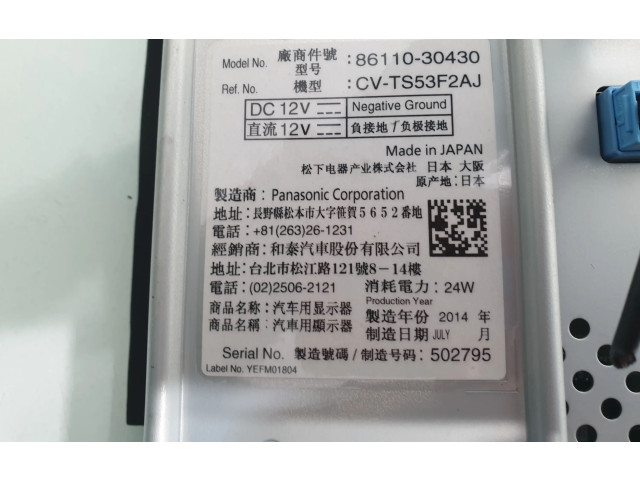 Model No. 廠商件號 型号 : 86110-30430
Ref. No. 機型 : CV-TS53F2AJ
DC 12V Negative Ground
直流 12V 負接地 / 负极接地
Made in JAPAN
松下电器产业株式会社 日本 大阪
原产地: 日本
製造商: Panasonic Corporation
地址: 長野縣松本市大字笹賀5652番地
電話: +81(263)26-1231
經銷商: 和泰汽車股份有限公司
地址: 台北市松江路121號8-14樓
電話: (02)2506-2121 消耗電力: 24W
Production Year
商品名称: 汽车用显示器 製造年份 2014 年
商品名稱: 汽車用顯示器 制造日期 JULY 月
Serial No. 製造號碼 / 制造号码: 502795
Label No. YEFM01804